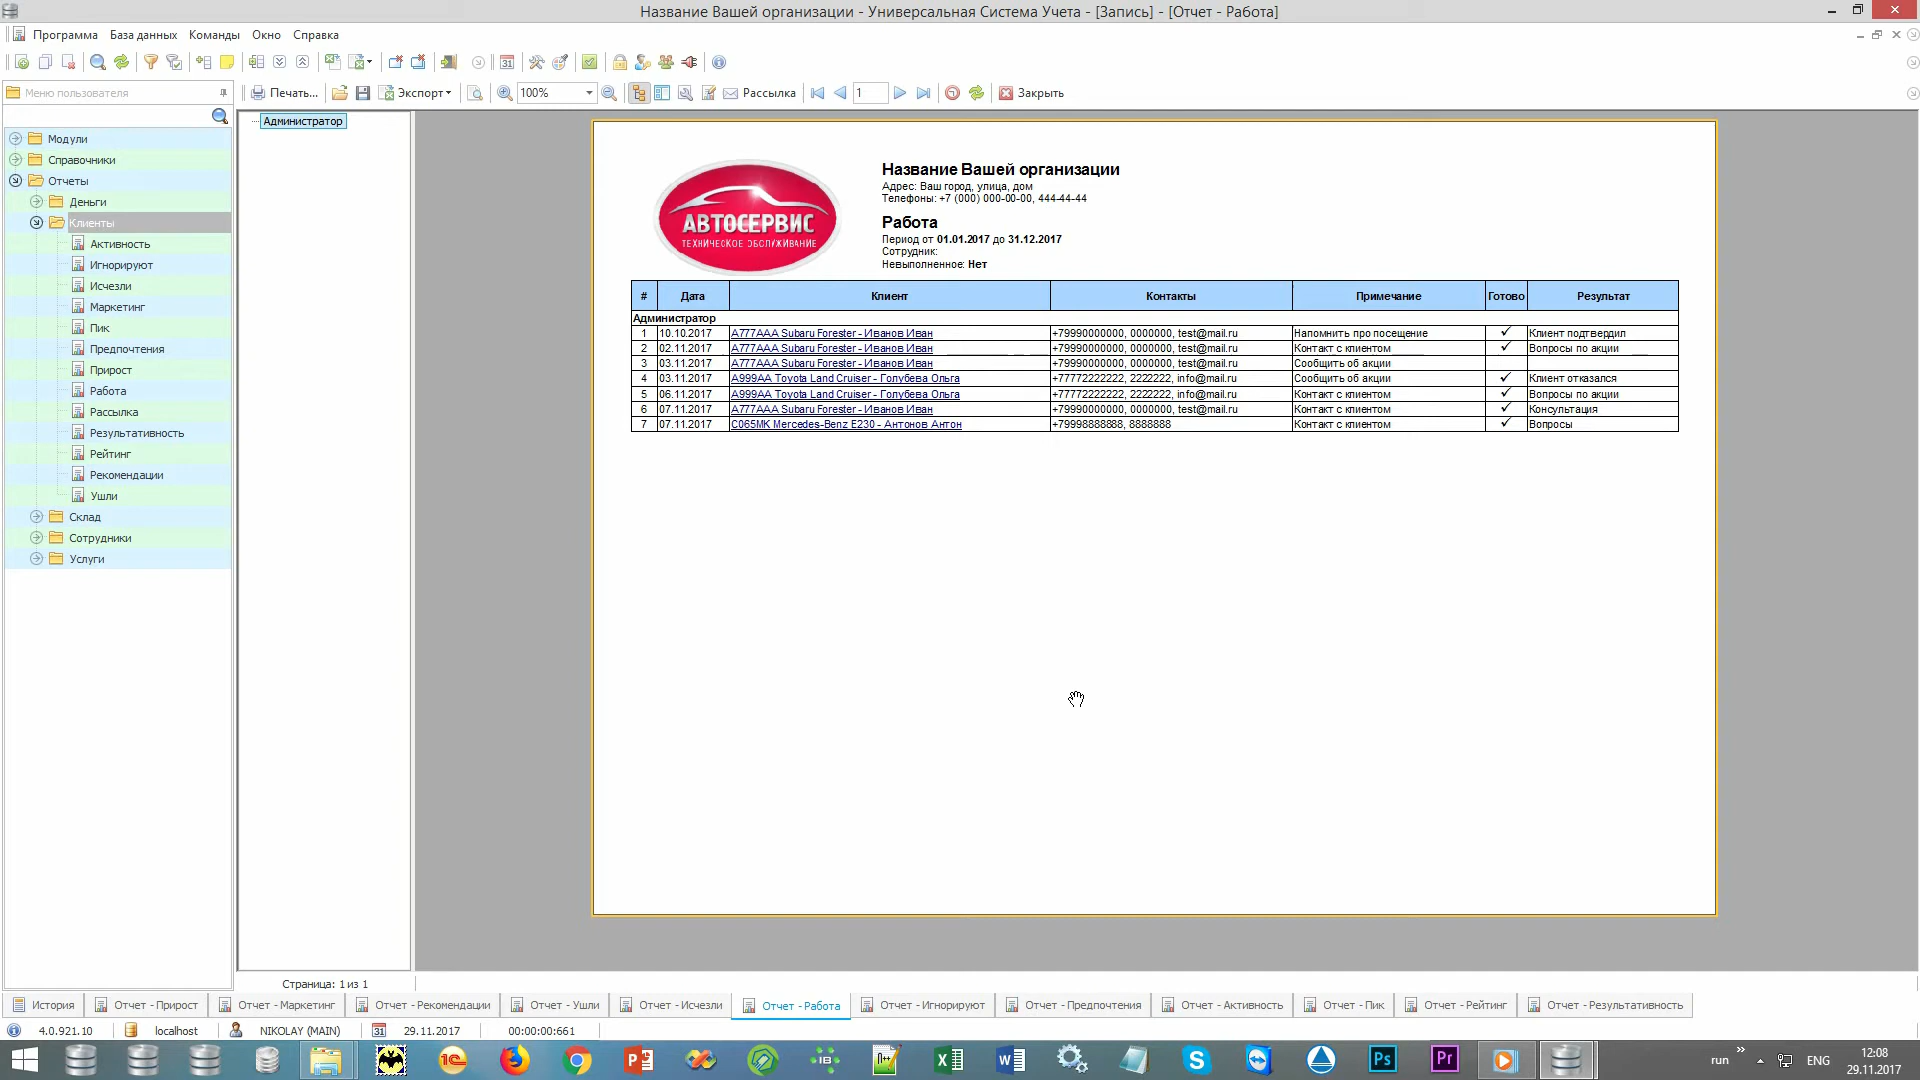 Название Вашей организации - Универсальная Система Учета - [Запись] - [Отчет - Работа]
Программа База данных Команды Окно Справка
Меню пользователя
Печать... Экспорт 100% 1 Рассылка Закрыть
Модули
Справочники
Отчеты
Деньги
Клиенты
Активность
Игнорируют
Исчезли
Маркетинг
Пик
Предпочтения
Прирост
Работа
Рассылка
Результативность
Рейтинг
Рекомендации
Ушли
Склад
Сотрудники
Услуги
Администратор
АВТОСЕРВИС
ТЕХНИЧЕСКОЕ ОБСЛУЖИВАНИЕ
Название Вашей организации
Адрес: Ваш город, улица, дом
Телефоны: +7 (000) 000-00-00, 444-44-44
Работа
Период от 01.01.2017 до 31.12.2017
Сотрудник:
Невыполненное: Нет
# Дата Клиент Контакты Примечание Готово Результат
Администратор
1 10.10.2017 А777ААА Subaru Forester - Иванов Иван +79990000000, 0000000, test@mail.ru Напомнить про посещение ✓ Клиент подтвердил
2 02.11.2017 А777ААА Subaru Forester - Иванов Иван +79990000000, 0000000, test@mail.ru Контакт с клиентом ✓ Вопросы по акции
3 03.11.2017 А777ААА Subaru Forester - Иванов Иван +79990000000, 0000000, test@mail.ru Сообщить об акции
4 03.11.2017 А999АА Toyota Land Cruiser - Голубева Ольга +77772222222, 2222222, info@mail.ru Сообщить об акции ✓ Клиент отказался
5 06.11.2017 А999АА Toyota Land Cruiser - Голубева Ольга +77772222222, 2222222, info@mail.ru Контакт с клиентом ✓ Вопросы по акции
6 07.11.2017 А777ААА Subaru Forester - Иванов Иван +79990000000, 0000000, test@mail.ru Контакт с клиентом ✓ Консультация
7 07.11.2017 С065МК Mercedes-Benz E230 - Антонов Антон +79998888888, 8888888 Контакт с клиентом ✓ Вопросы
Страница: 1 из 1
История Отчет - Прирост Отчет - Маркетинг Отчет - Рекомендации Отчет - Ушли Отчет - Исчезли Отчет - Работа Отчет - Игнорируют Отчет - Предпочтения Отчет - Активность Отчет - Пик Отчет - Рейтинг Отчет - Результативность
4.0.921.10 localhost NIKOLAY (MAIN) 31 29.11.2017 00:00:00:661
run ENG 12:08
29.11.2017